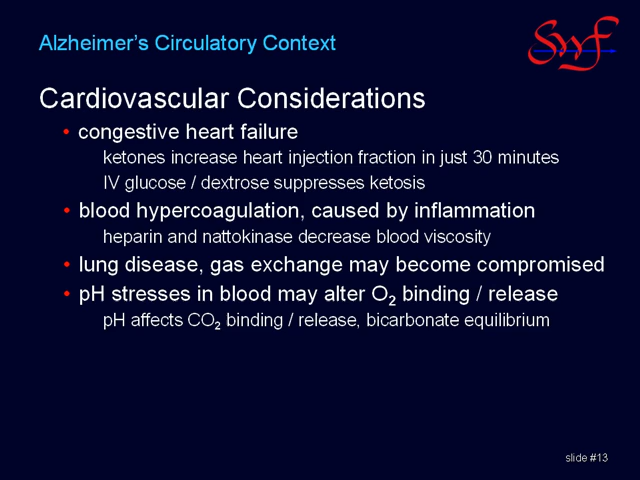 Alzheimer's Circulatory Context
Swf
Cardiovascular Considerations
• congestive heart failure
ketones increase heart injection fraction in just 30 minutes
IV glucose / dextrose suppresses ketosis
• blood hypercoagulation, caused by inflammation
heparin and nattokinase decrease blood viscosity
• lung disease, gas exchange may become compromised
• pH stresses in blood may alter O₂ binding / release
pH affects CO₂ binding / release, bicarbonate equilibrium
slide #13